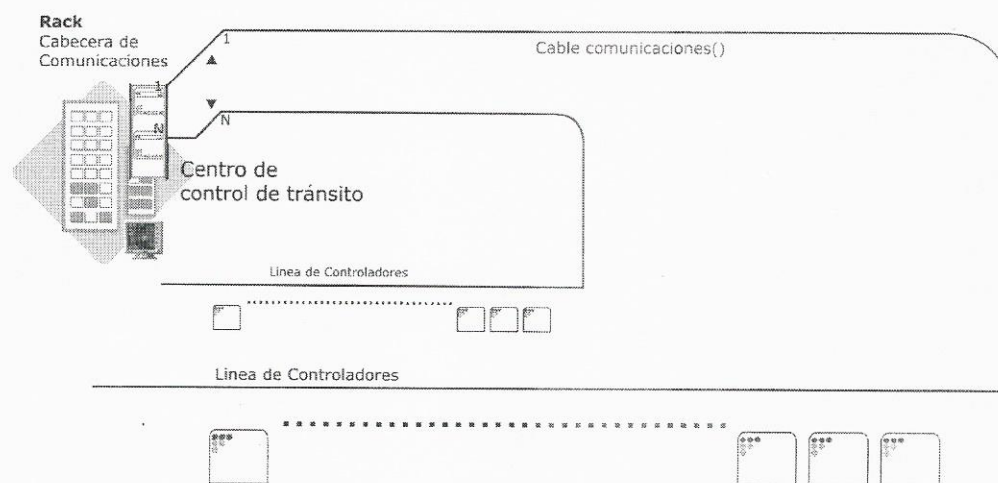 Rack
Cabecera de
Comunicaciones
1
Cable comunicaciones()
1
N
N
Centro de
control de tránsito
Linea de Controladores
Linea de Controladores